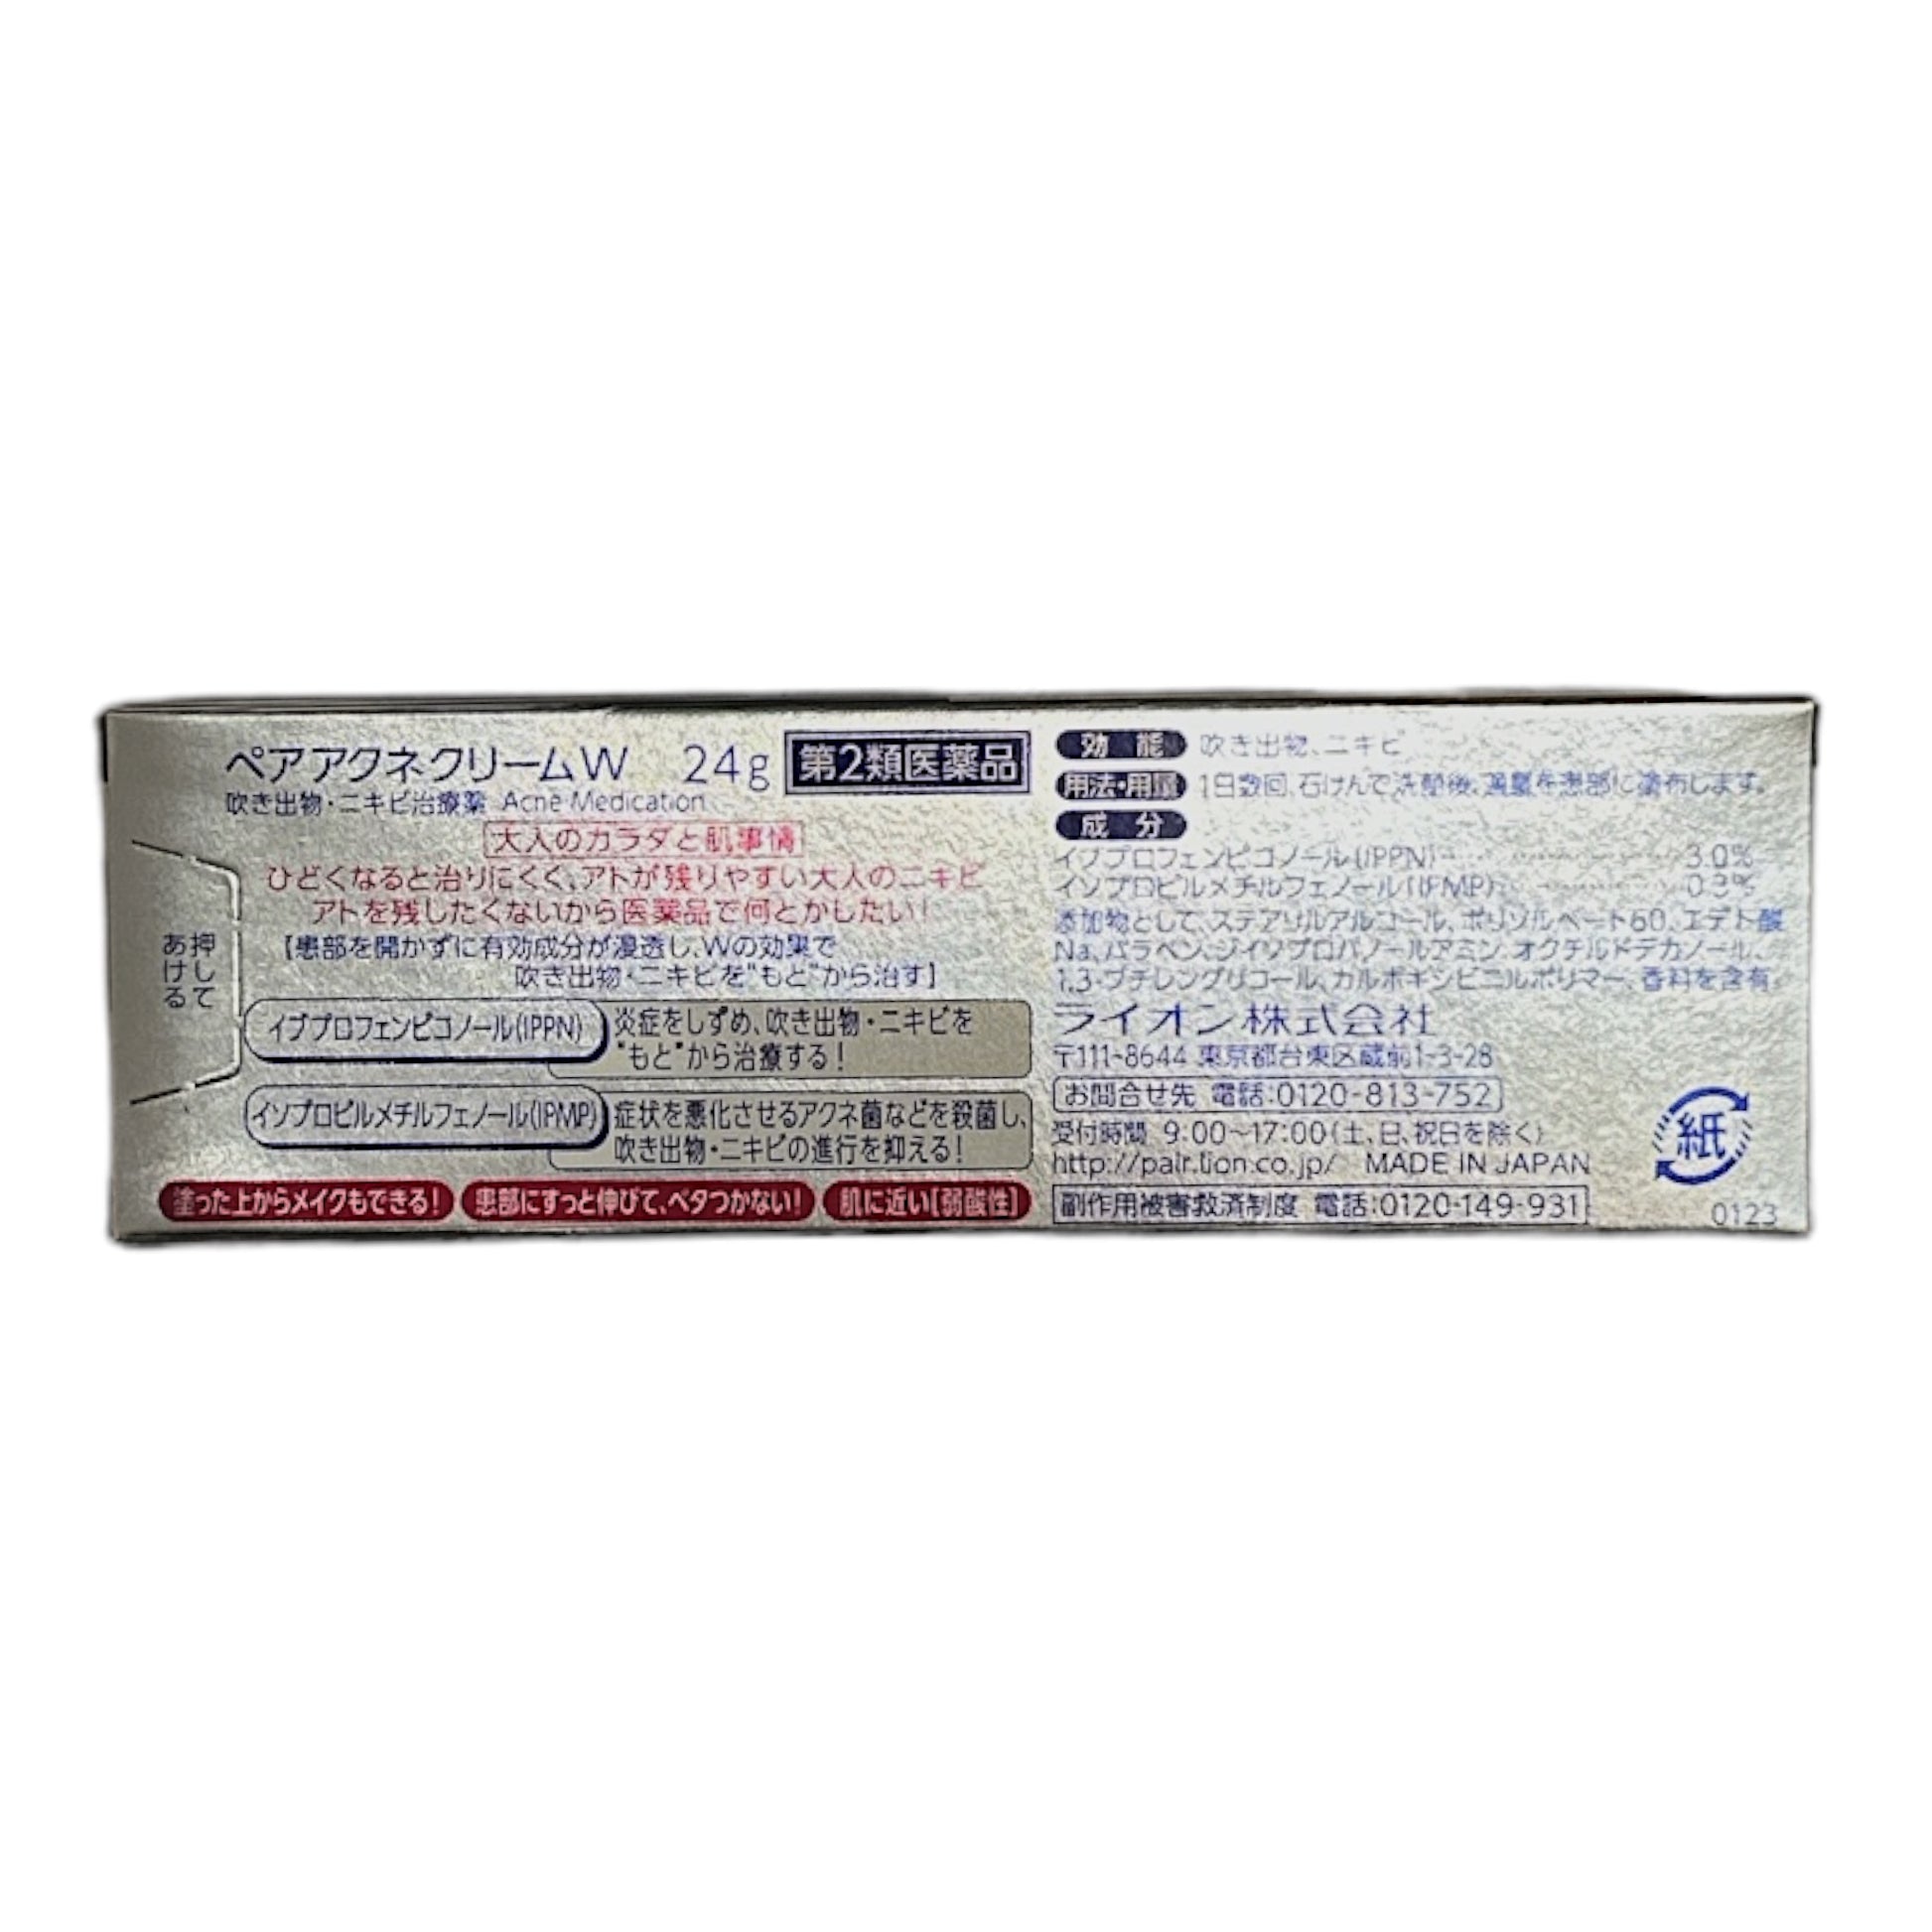 ペアアクネクリームW 24g 第2類医薬品
吹き出物・ニキビ治療薬 Acne Medication
大人のカラダと肌事情
ひどくなると治りにくく、アトが残りやすい大人のニキビ
アトを残したくないから医薬品で何とかしたい!
【患部を開かずに有効成分が浸透し、Wの効果で
吹き出物・ニキビを"もと"から治す】
押して
あける
イブプロフェンピコノール(IPPN) 炎症をしずめ、吹き出物・ニキビを
"もと"から治療する!
イソプロピルメチルフェノール(IPMP) 症状を悪化させるアクネ菌などを殺菌し、
吹き出物・ニキビの進行を抑える!
塗った上からメイクもできる! 患部にすっと伸びて、ベタつかない! 肌に近い[弱酸性]
効能 吹き出物、ニキビ
用法・用量 1日数回、石けんで洗顔後、適量を患部に塗布します。
成分
イブプロフェンピコノール(IPPN) 3.0%
イソプロピルメチルフェノール(IPMP) 0.3%
添加物として、ステアリルアルコール、ポリソルベート60、エデト酸
Na、パラベン、ジイソプロパノールアミン、オクチルドデカノール、
1,3-ブチレングリコール、カルボキシビニルポリマー、香料を含有。
ライオン株式会社
〒111-8644 東京都台東区蔵前1-3-28
お問合せ先 電話:0120-813-752
受付時間 9:00〜17:00(土、日、祝日を除く)
http://pair.lion.co.jp/ MADE IN JAPAN
副作用被害救済制度 電話:0120-149-931
紙
0123